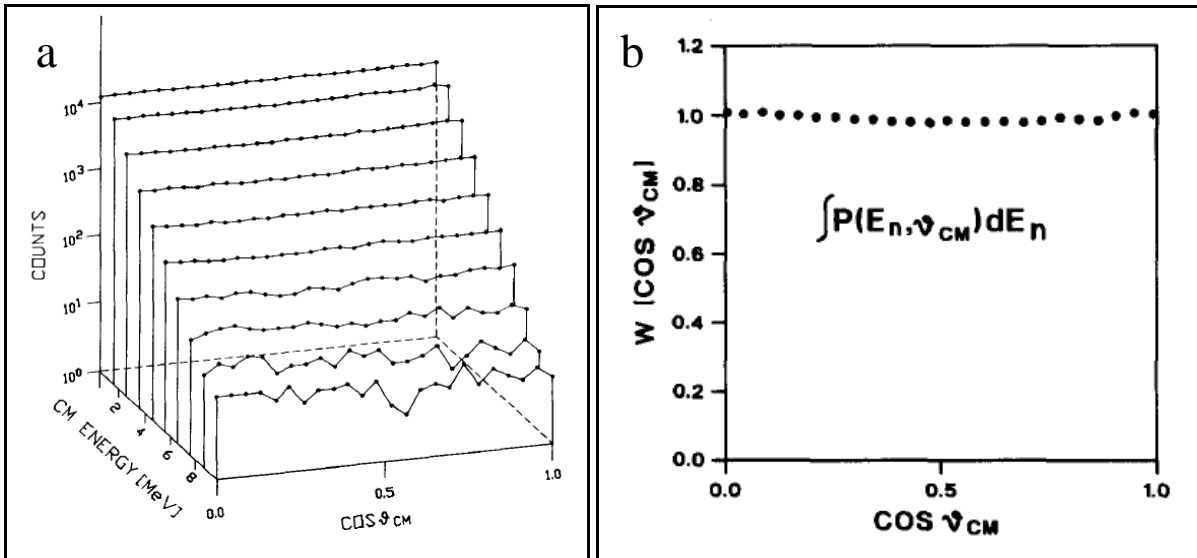 a
10⁴
10³
10²
10¹
10⁰
COUNTS
2
4
6
8
CM ENERGY [MeV]
0.0
0.5
1.0
COS ϑ CM
b
1.2
1.0
0.8
0.6
0.4
0.2
0.0
W [COS ϑ CM]
∫P(En,ϑCM)dEn
0.0
0.5
1.0
COS ϑ CM